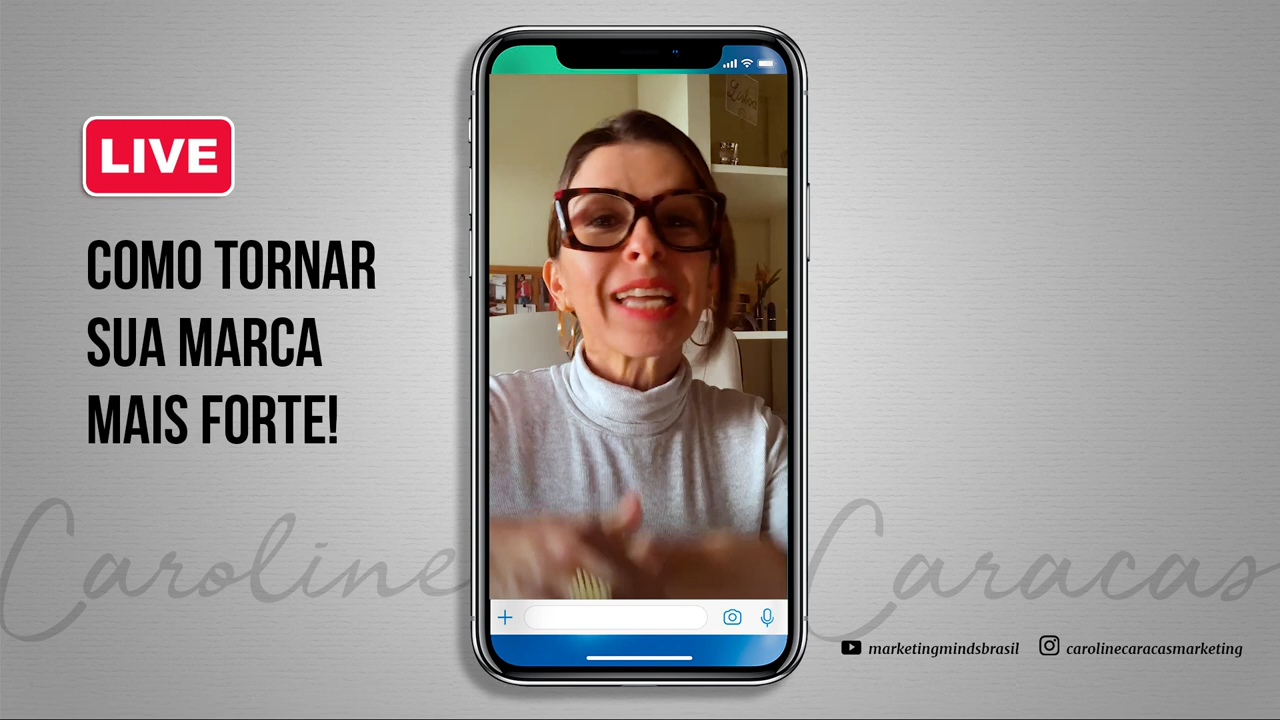 LIVE
COMO TORNAR
SUA MARCA
MAIS FORTE!
Caroline Caracas
marketingmindsbrasil
carolinecaracasmarketing